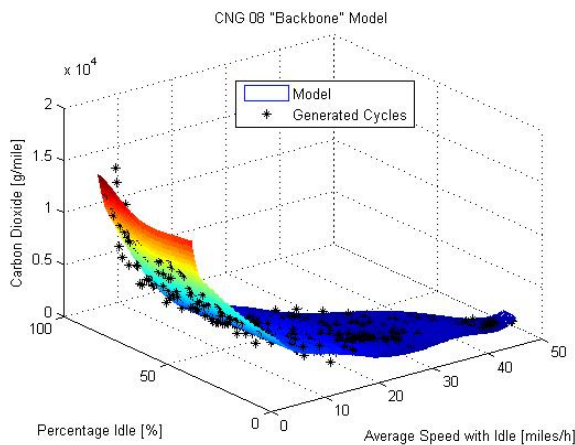 CNG 08 "Backbone" Model
x 10^4
2
1.5
1
0.5
0
Carbon Dioxide [g/mile]
Model
Generated Cycles
100
50
0
Percentage Idle [%]
0
10
20
30
40
50
Average Speed with Idle [miles/h]